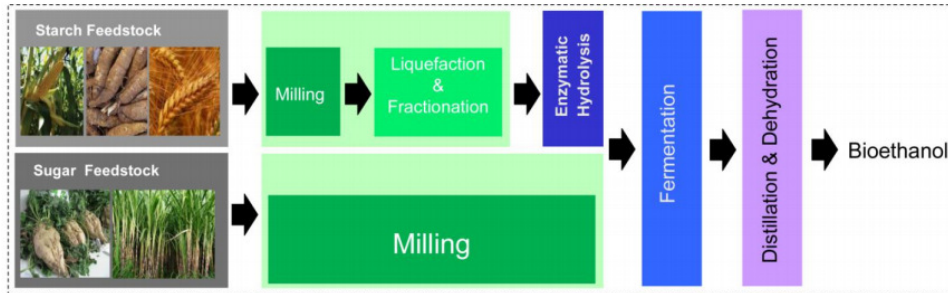 Starch Feedstock
Milling
Liquefaction
&
Fractionation
Enzymatic
Hydrolysis
Sugar Feedstock
Milling
Fermentation
Distillation & Dehydration
Bioethanol